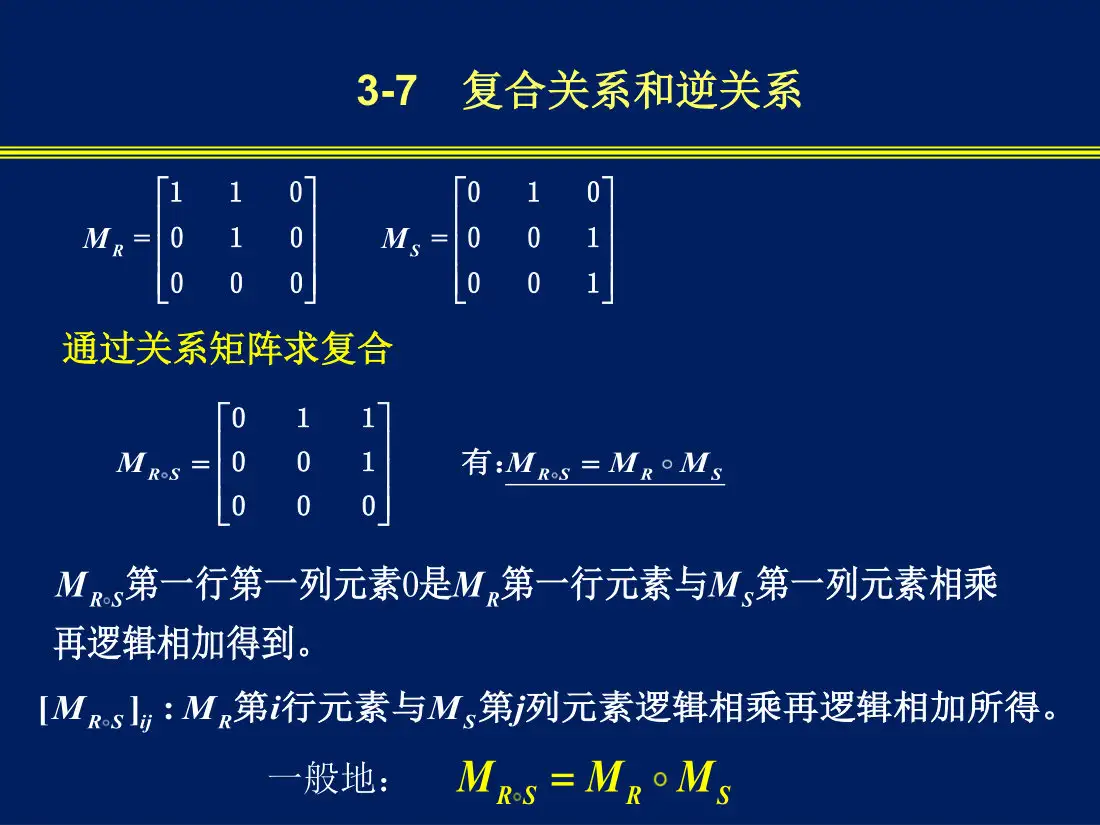 3-7 复合关系和逆关系
1 1 0 0 1 0
M_R = 0 1 0 M_S = 0 0 1
0 0 0 0 0 1
通过关系矩阵求复合
0 1 1
M_{R∘S} = 0 0 1 有:M_{R∘S} = M_R ∘ M_S
0 0 0
M_{R∘S}第一行第一列元素0是M_R第一行元素与M_S第一列元素相乘
再逻辑相加得到。
[M_{R∘S}]_{ij} : M_R第i行元素与M_S第j列元素逻辑相乘再逻辑相加所得。
一般地: M_{R∘S} = M_R ∘ M_S